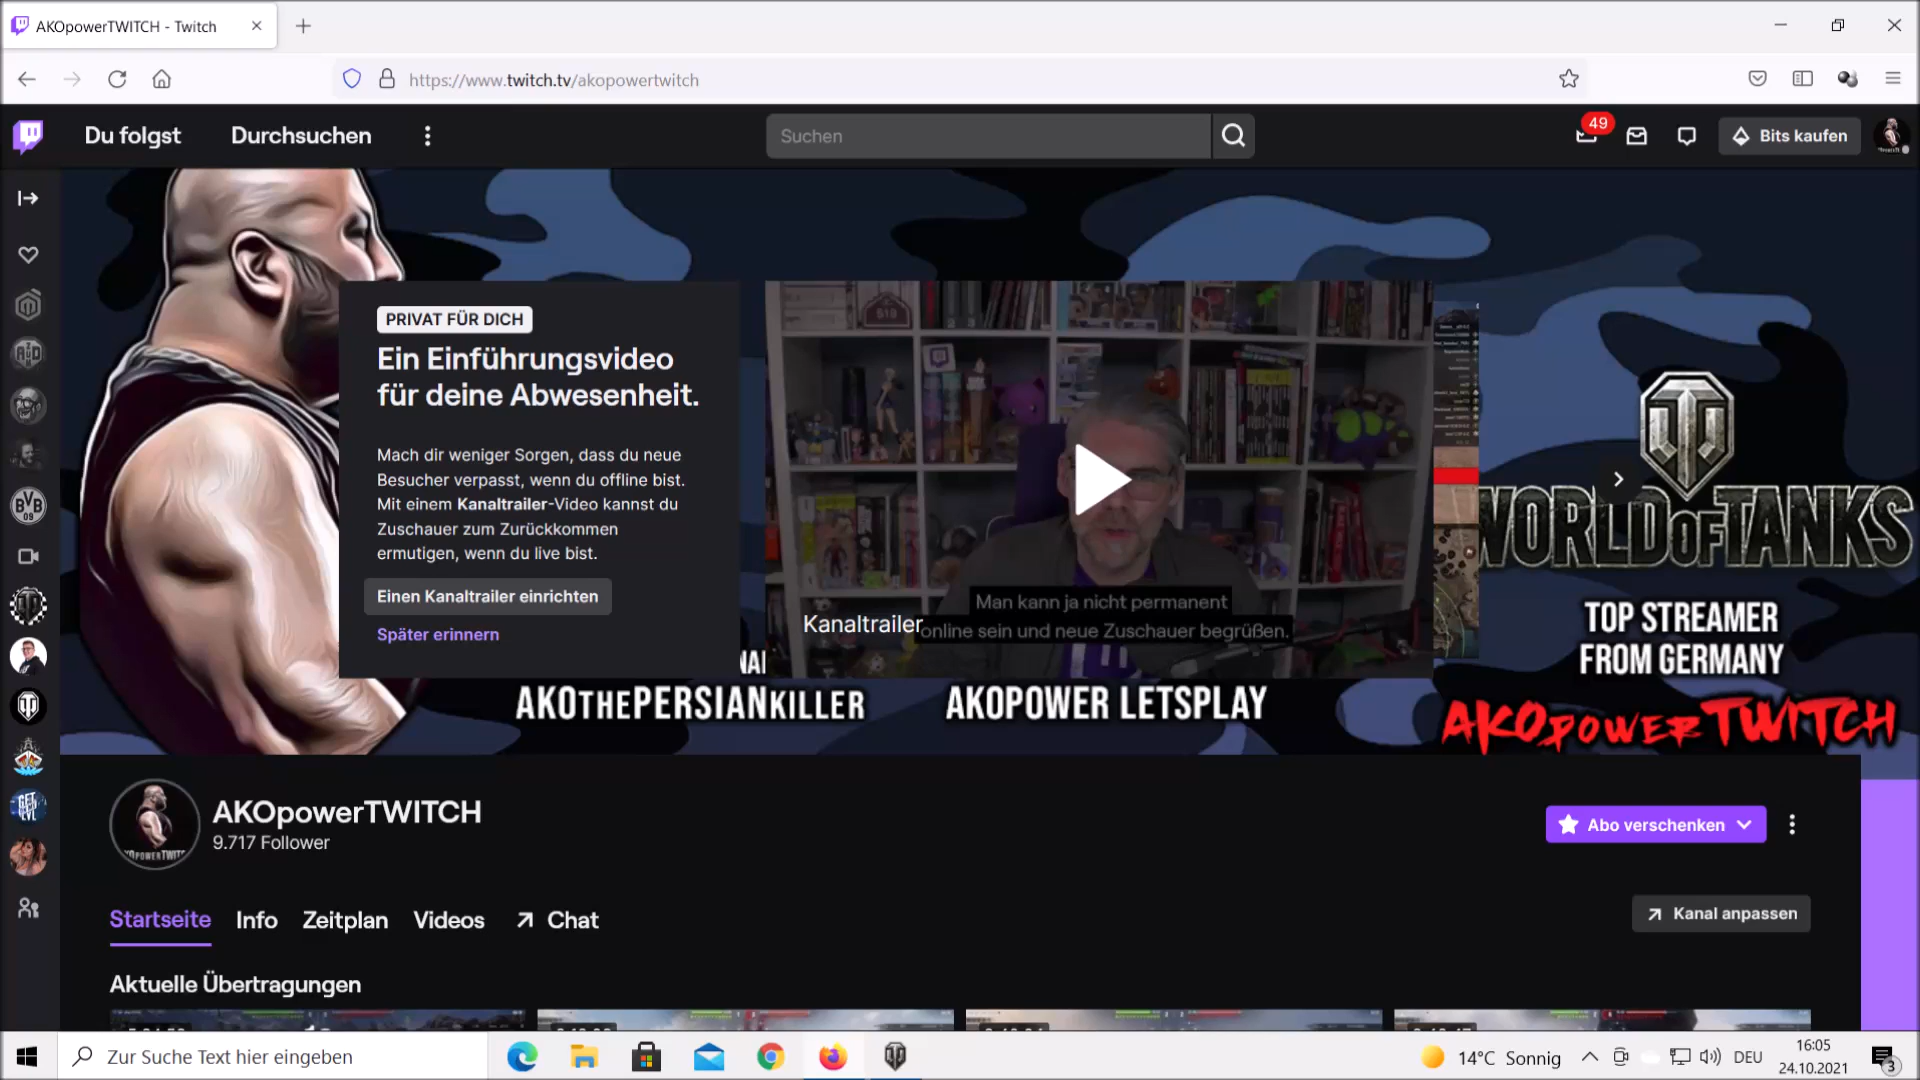 AKOpowerTWITCH - Twitch
https://www.twitch.tv/akopowertwitch
Du folgst
Durchsuchen
Suchen
49
Bits kaufen
PRIVAT FÜR DICH
Ein Einführungsvideo
für deine Abwesenheit.
Mach dir weniger Sorgen, dass du neue
Besucher verpasst, wenn du offline bist.
Mit einem Kanaltrailer-Video kannst du
Zuschauer zum Zurückkommen
ermutigen, wenn du live bist.
Einen Kanaltrailer einrichten
Später erinnern
619
Man kann ja nicht permanent
online sein und neue Zuschauer begrüßen.
Kanaltrailer
WORLD OF TANKS
TOP STREAMER
FROM GERMANY
AKOpowerTWITCH
AKOTHEPERSIANKILLER
AKOPOWER LETSPLAY
BVB
09
AKOpowerTWITCH
9.717 Follower
Abo verschenken
Startseite
Info
Zeitplan
Videos
Chat
Kanal anpassen
Aktuelle Übertragungen
Zur Suche Text hier eingeben
14°C Sonnig
DEU
16:05
24.10.2021
3